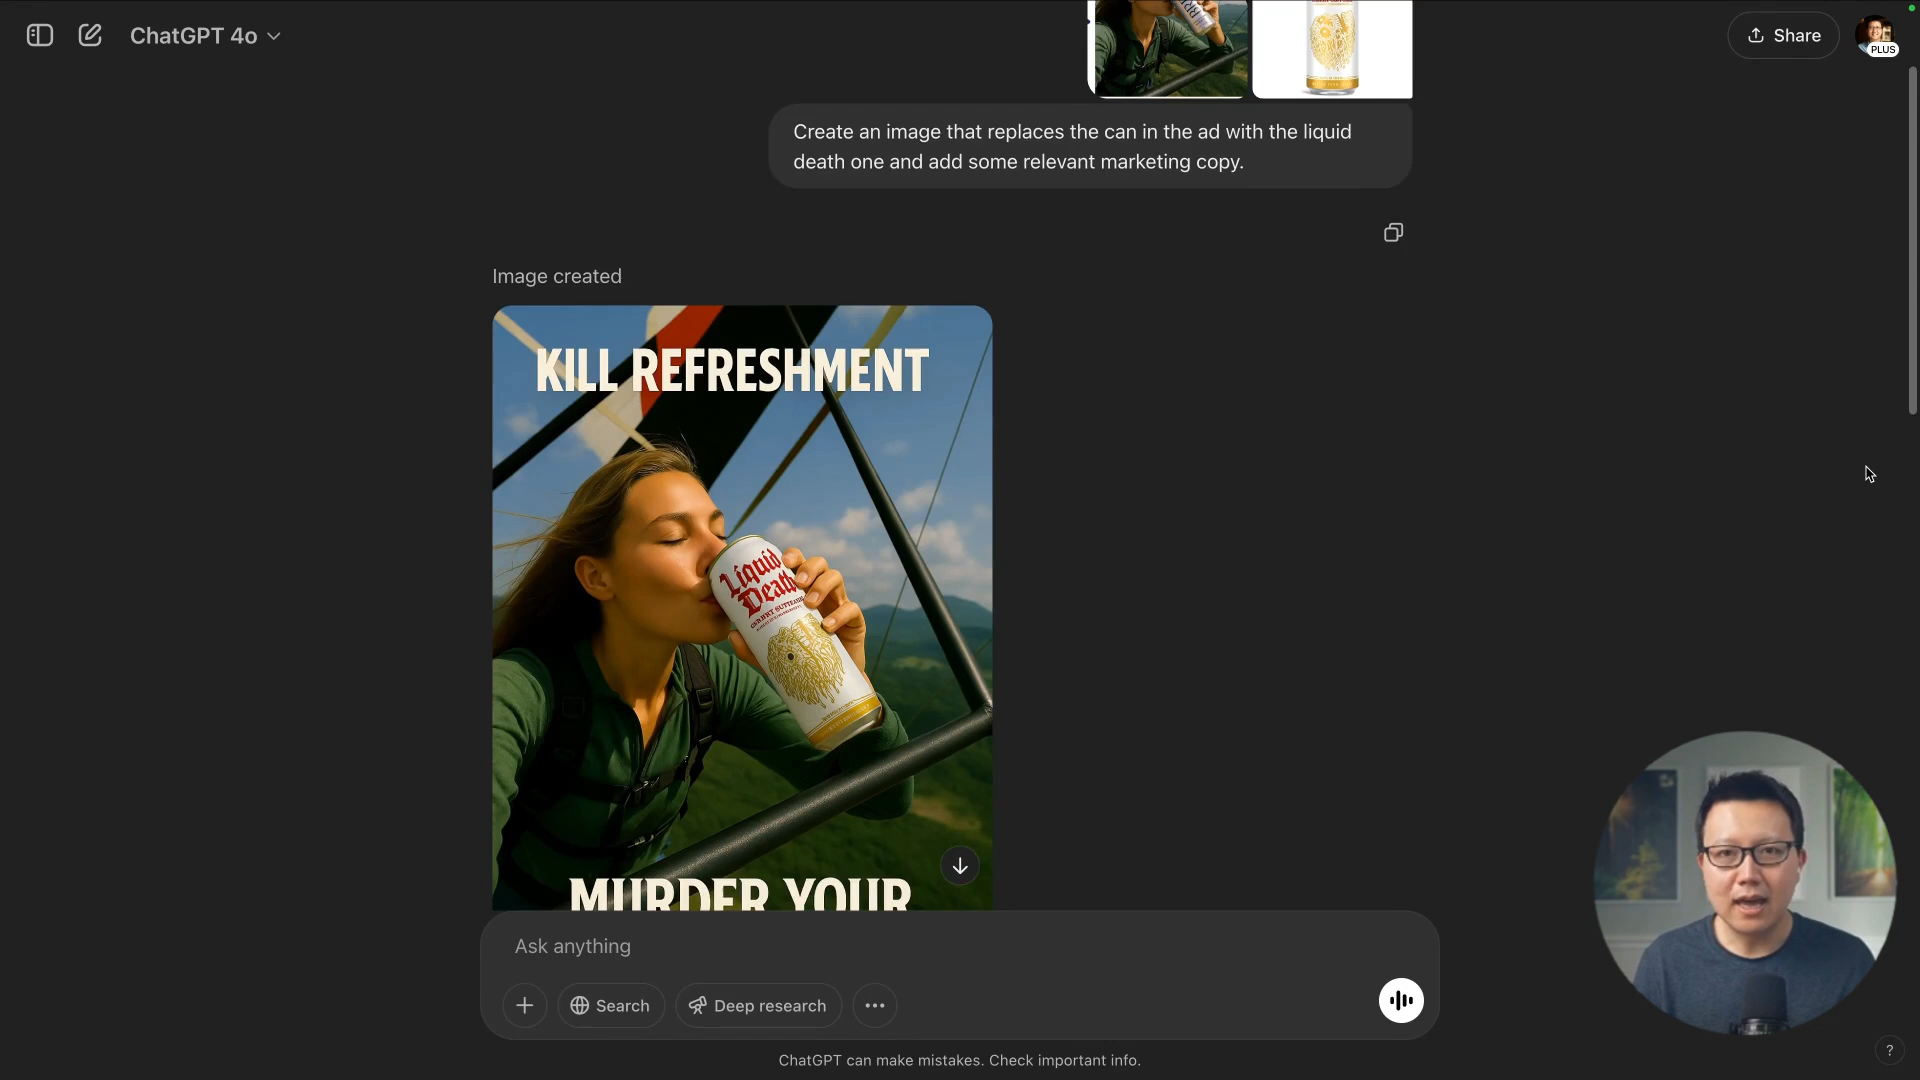 ChatGPT 4o
Share
PLUS
Create an image that replaces the can in the ad with the liquid
death one and add some relevant marketing copy.
Image created
KILL REFRESHMENT
Liquid
Death
MURDER YOUR
Ask anything
Search
Deep research
ChatGPT can make mistakes. Check important info.
?